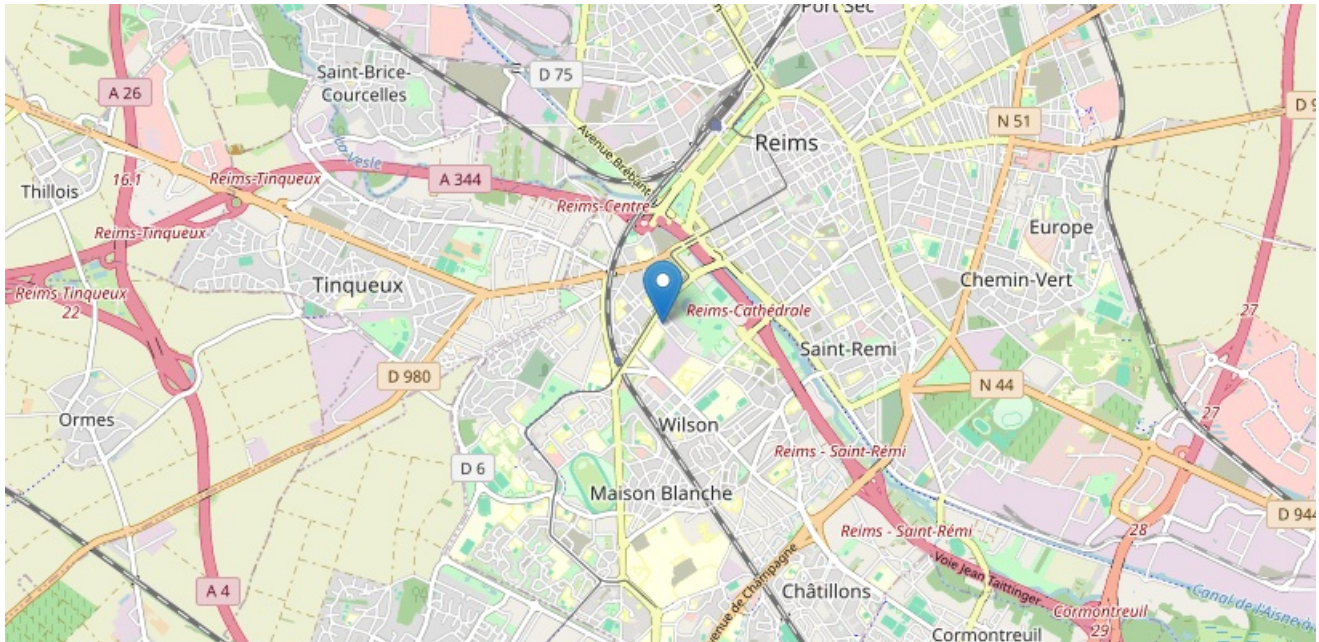 Port Sec
A 26
Saint-Brice-
Courcelles
D 75
N 51
Reims
Avenue Brébant
La Vesle
Thillois
16.1
Reims-Tinqueux
A 344
Reims-Centre
Reims-Tinqueux
Europe
Chemin-Vert
Tinqueux
Reims-Tinqueux
22
Reims-Cathédrale
27
Saint-Remi
D 980
N 44
Ormes
27
Wilson
Reims - Saint-Rémi
D 6
Maison Blanche
D 944
Reims - Saint-Rémi
28
Voie Jean Taittinger
A 4
Châtillons
Canal de l'Aisne à
Cormontreuil
29
Cormontreuil